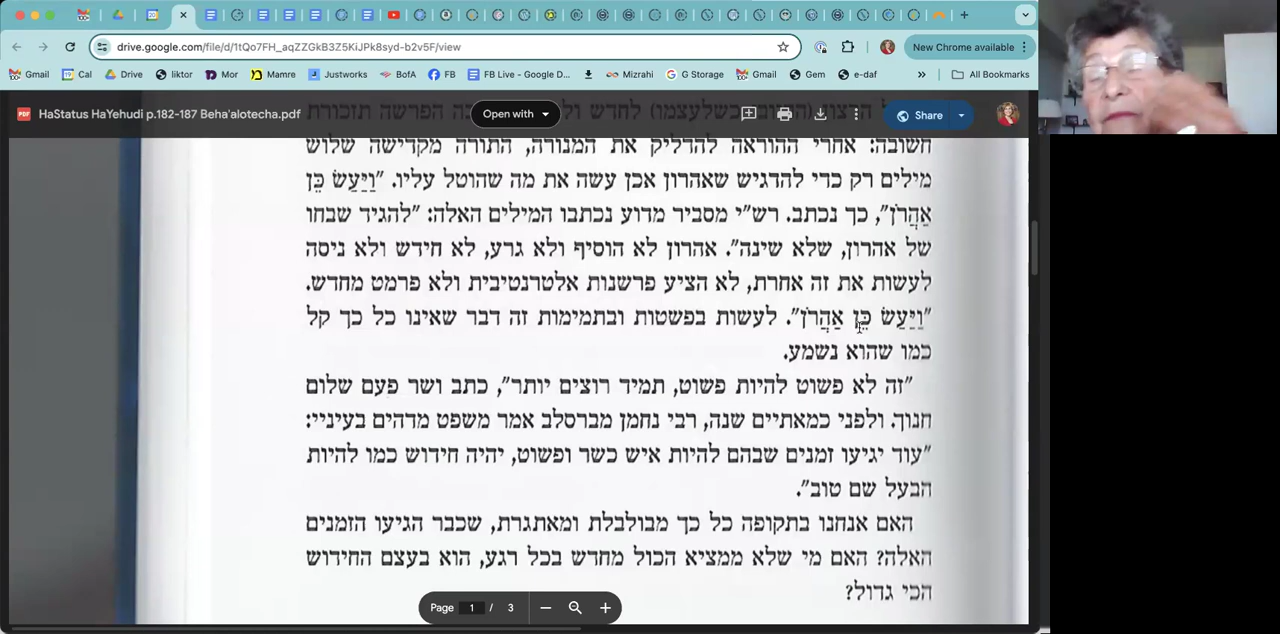 drive.google.com/file/d/1tQo7FH_aqZZGkB3Z5KiJPk8syd-b2v5F/view
New Chrome available
Gmail
Cal
Drive
liktor
Mor
Mamre
Justworks
BofA
FB
FB Live - Google D...
Mizrahi
G Storage
Gmail
Gem
e-daf
»
All Bookmarks
HaStatus HaYehudi p.182-187 Beha'alotecha.pdf
Open with
Share
לחדש הפרשה תזכורת
חשובה: אחרי ההוראה להדליק את המנורה, התורה מקדישה שלוש
מילים רק כדי להדגיש שאהרון אכן עשה את מה שהוטל עליו. "וַיַּעַשׂ כֵּן
אַהֲרֹן", כך נכתב. רש"י מסביר מדוע נכתבו המילים האלה: "להגיד שבחו
של אהרון, שלא שינה". אהרון לא הוסיף ולא גרע, לא חידש ולא ניסה
לעשות את זה אחרת, לא הציע פרשנות אלטרנטיבית ולא פרמט מחדש.
"וַיַּעַשׂ כֵּן אַהֲרֹן". לעשות בפשטות ובתמימות זה דבר שאינו כל כך קל
כמו שהוא נשמע.
"זה לא פשוט להיות פשוט, תמיד רוצים יותר", כתב ושר פעם שלום
חנוך. ולפני כמאתיים שנה, רבי נחמן מברסלב אמר משפט מדהים בעיניי:
"עוד יגיעו זמנים שבהם להיות איש כשר ופשוט, יהיה חידוש כמו להיות
הבעל שם טוב".
האם אנחנו בתקופה כל כך מבולבלת ומאתגרת, שכבר הגיעו הזמנים
האלה? האם מי שלא ממציא הכול מחדש בכל רגע, הוא בעצם החידוש
הכי גדול?
Page 1 / 3